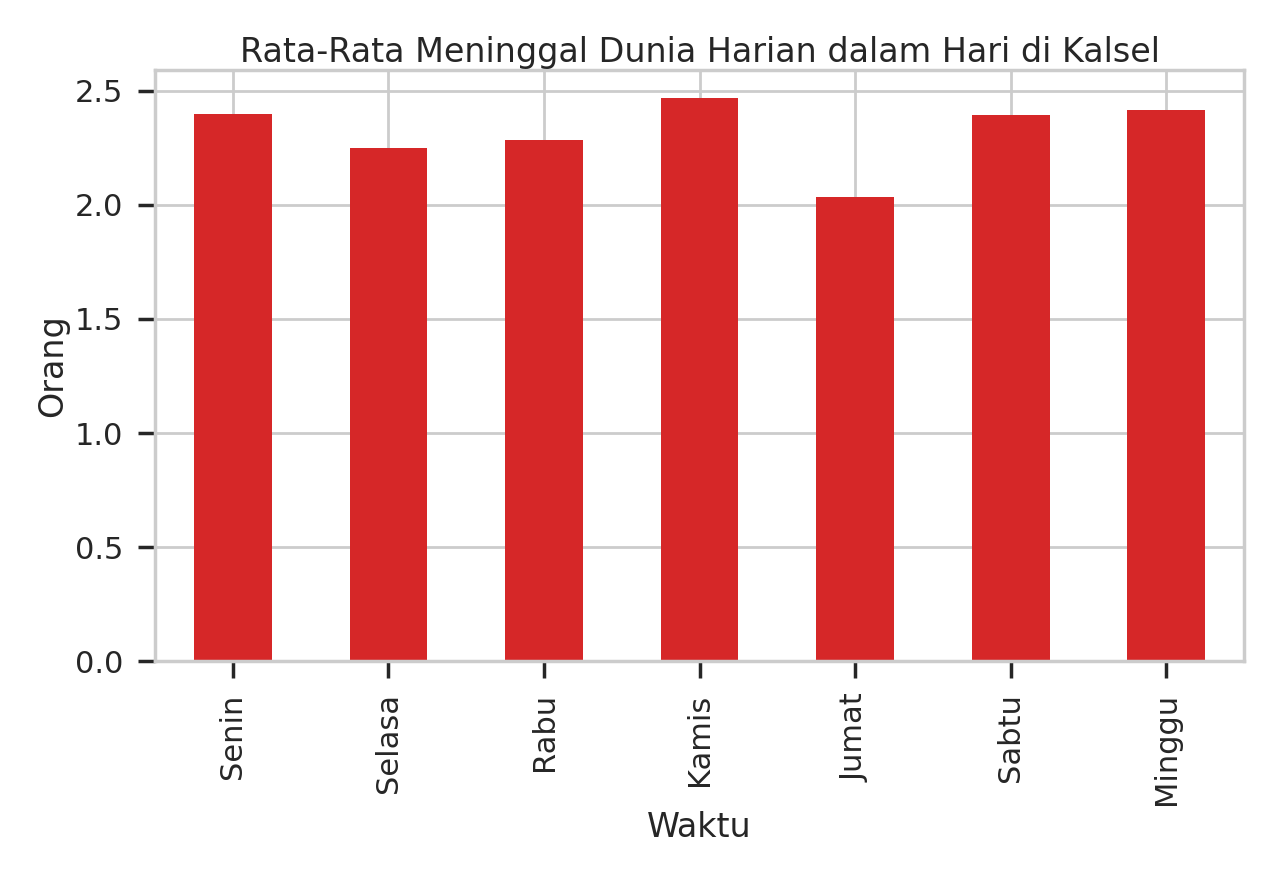 Rata-Rata Meninggal Dunia Harian dalam Hari di Kalsel
2.5
2.0
1.5
1.0
0.5
0.0
Orang
Senin
Selasa
Rabu
Kamis
Jumat
Sabtu
Minggu
Waktu